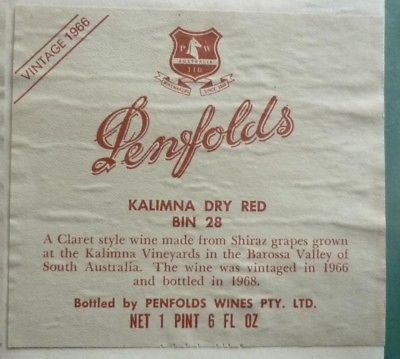 VINTAGE 1966
P W
AUSTRALIA
Penfolds
KALIMNA DRY RED
BIN 28
A Claret style wine made from Shiraz grapes grown
at the Kalimna Vineyards in the Barossa Valley of
South Australia. The wine was vintaged in 1966
and bottled in 1968.
Bottled by PENFOLDS WINES PTY. LTD.
NET 1 PINT 6 FL OZ